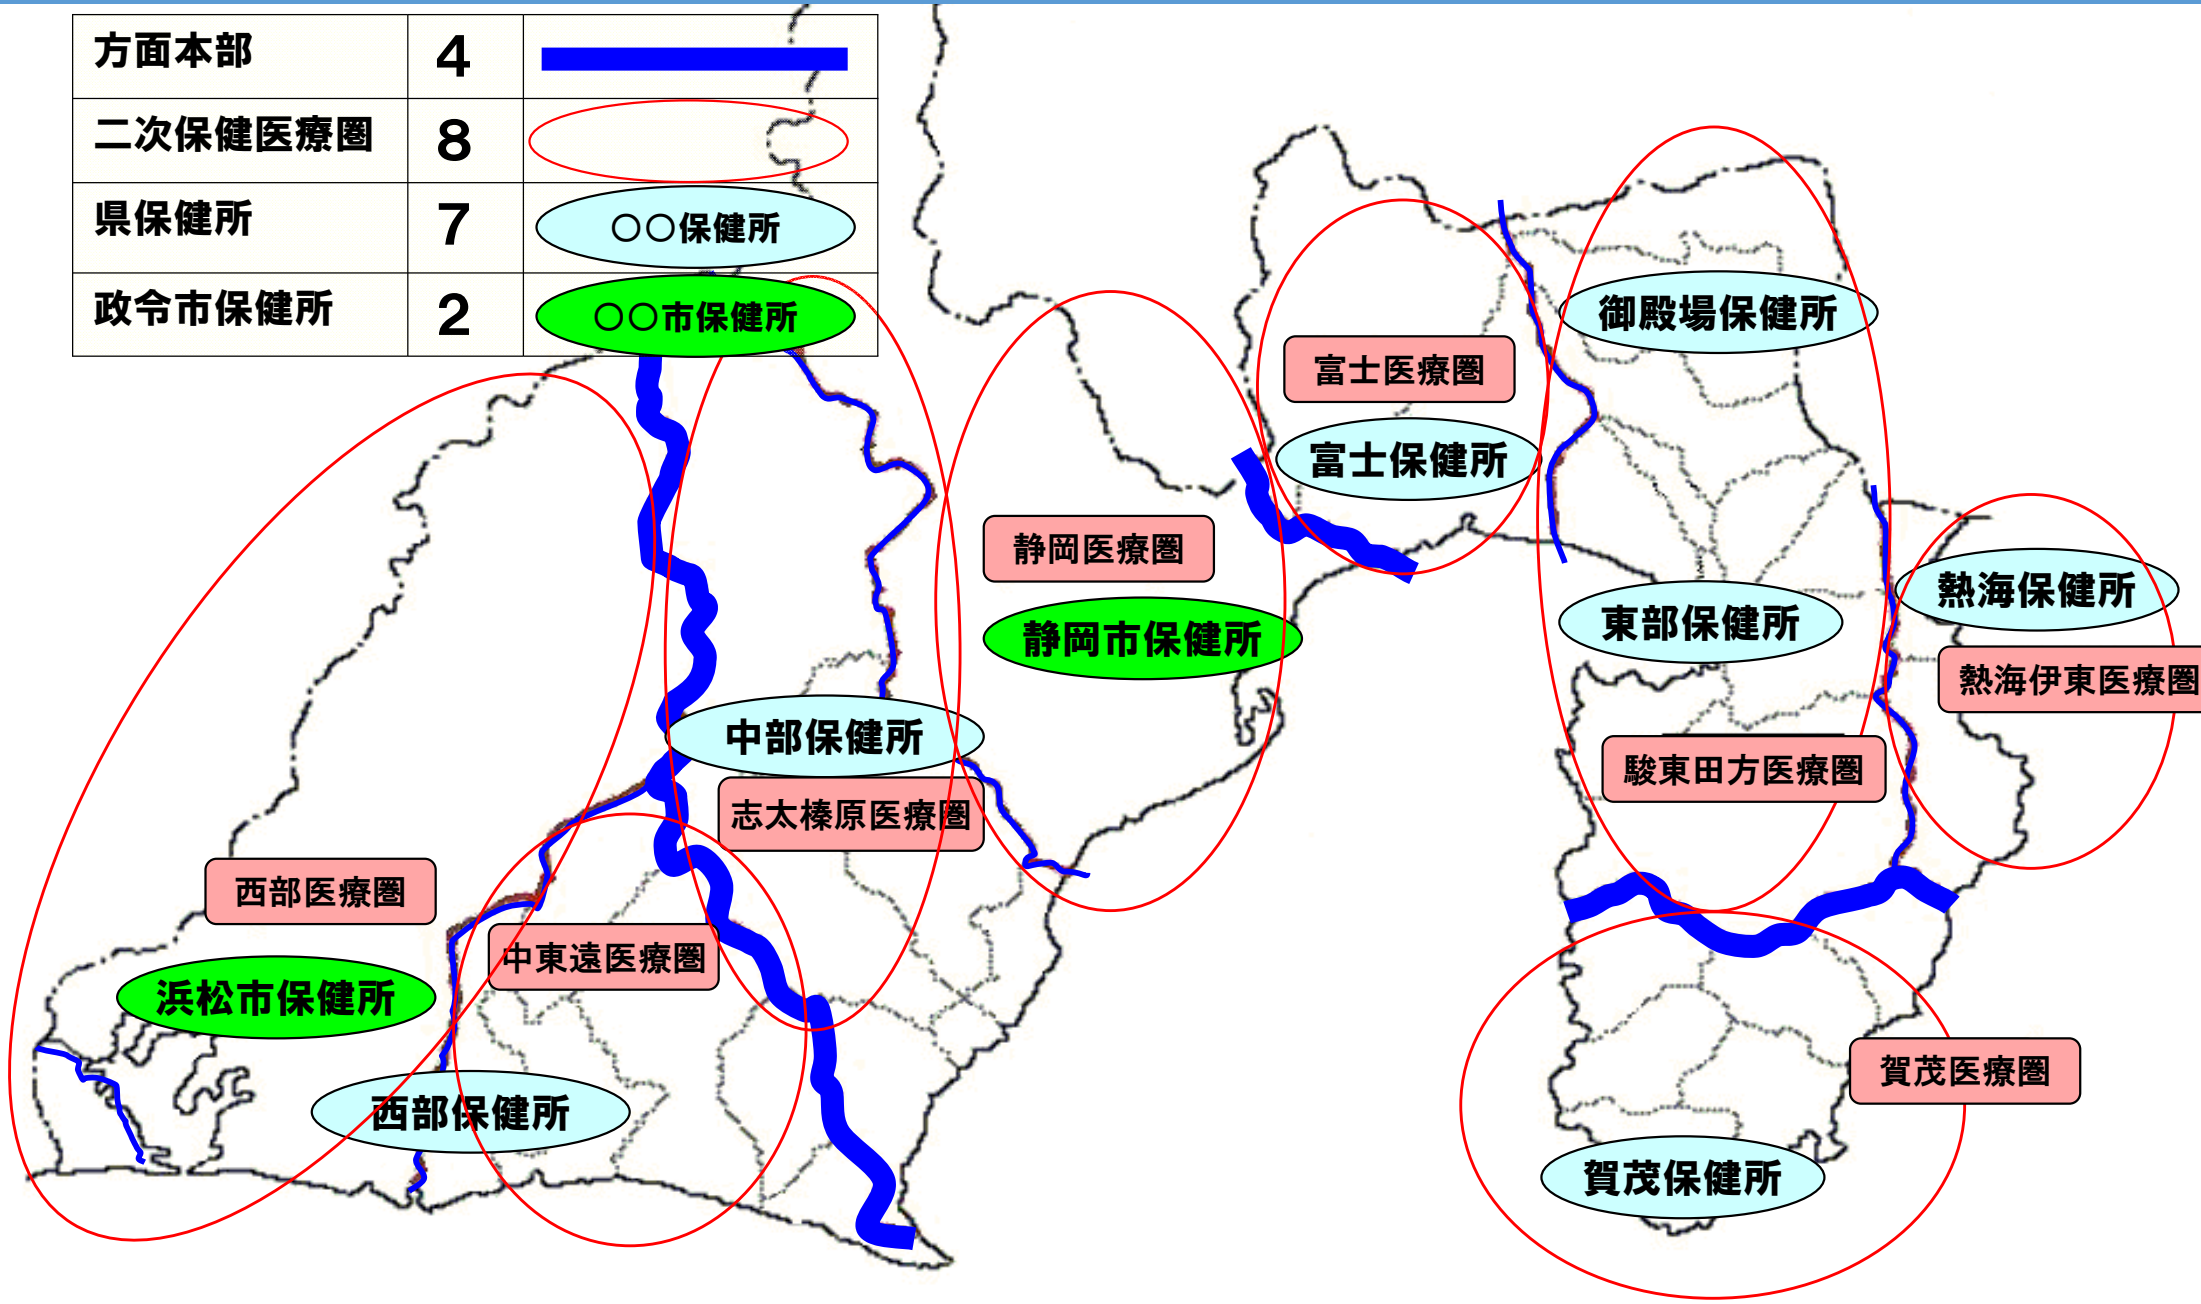 方面本部 4
二次保健医療圏 8
県保健所 7 〇〇保健所
政令市保健所 2 〇〇市保健所
御殿場保健所
富士医療圏
富士保健所
静岡医療圏
静岡市保健所
熱海保健所
東部保健所
熱海伊東医療圏
中部保健所
駿東田方医療圏
志太榛原医療圏
西部医療圏
中東遠医療圏
浜松市保健所
賀茂医療圏
西部保健所
賀茂保健所